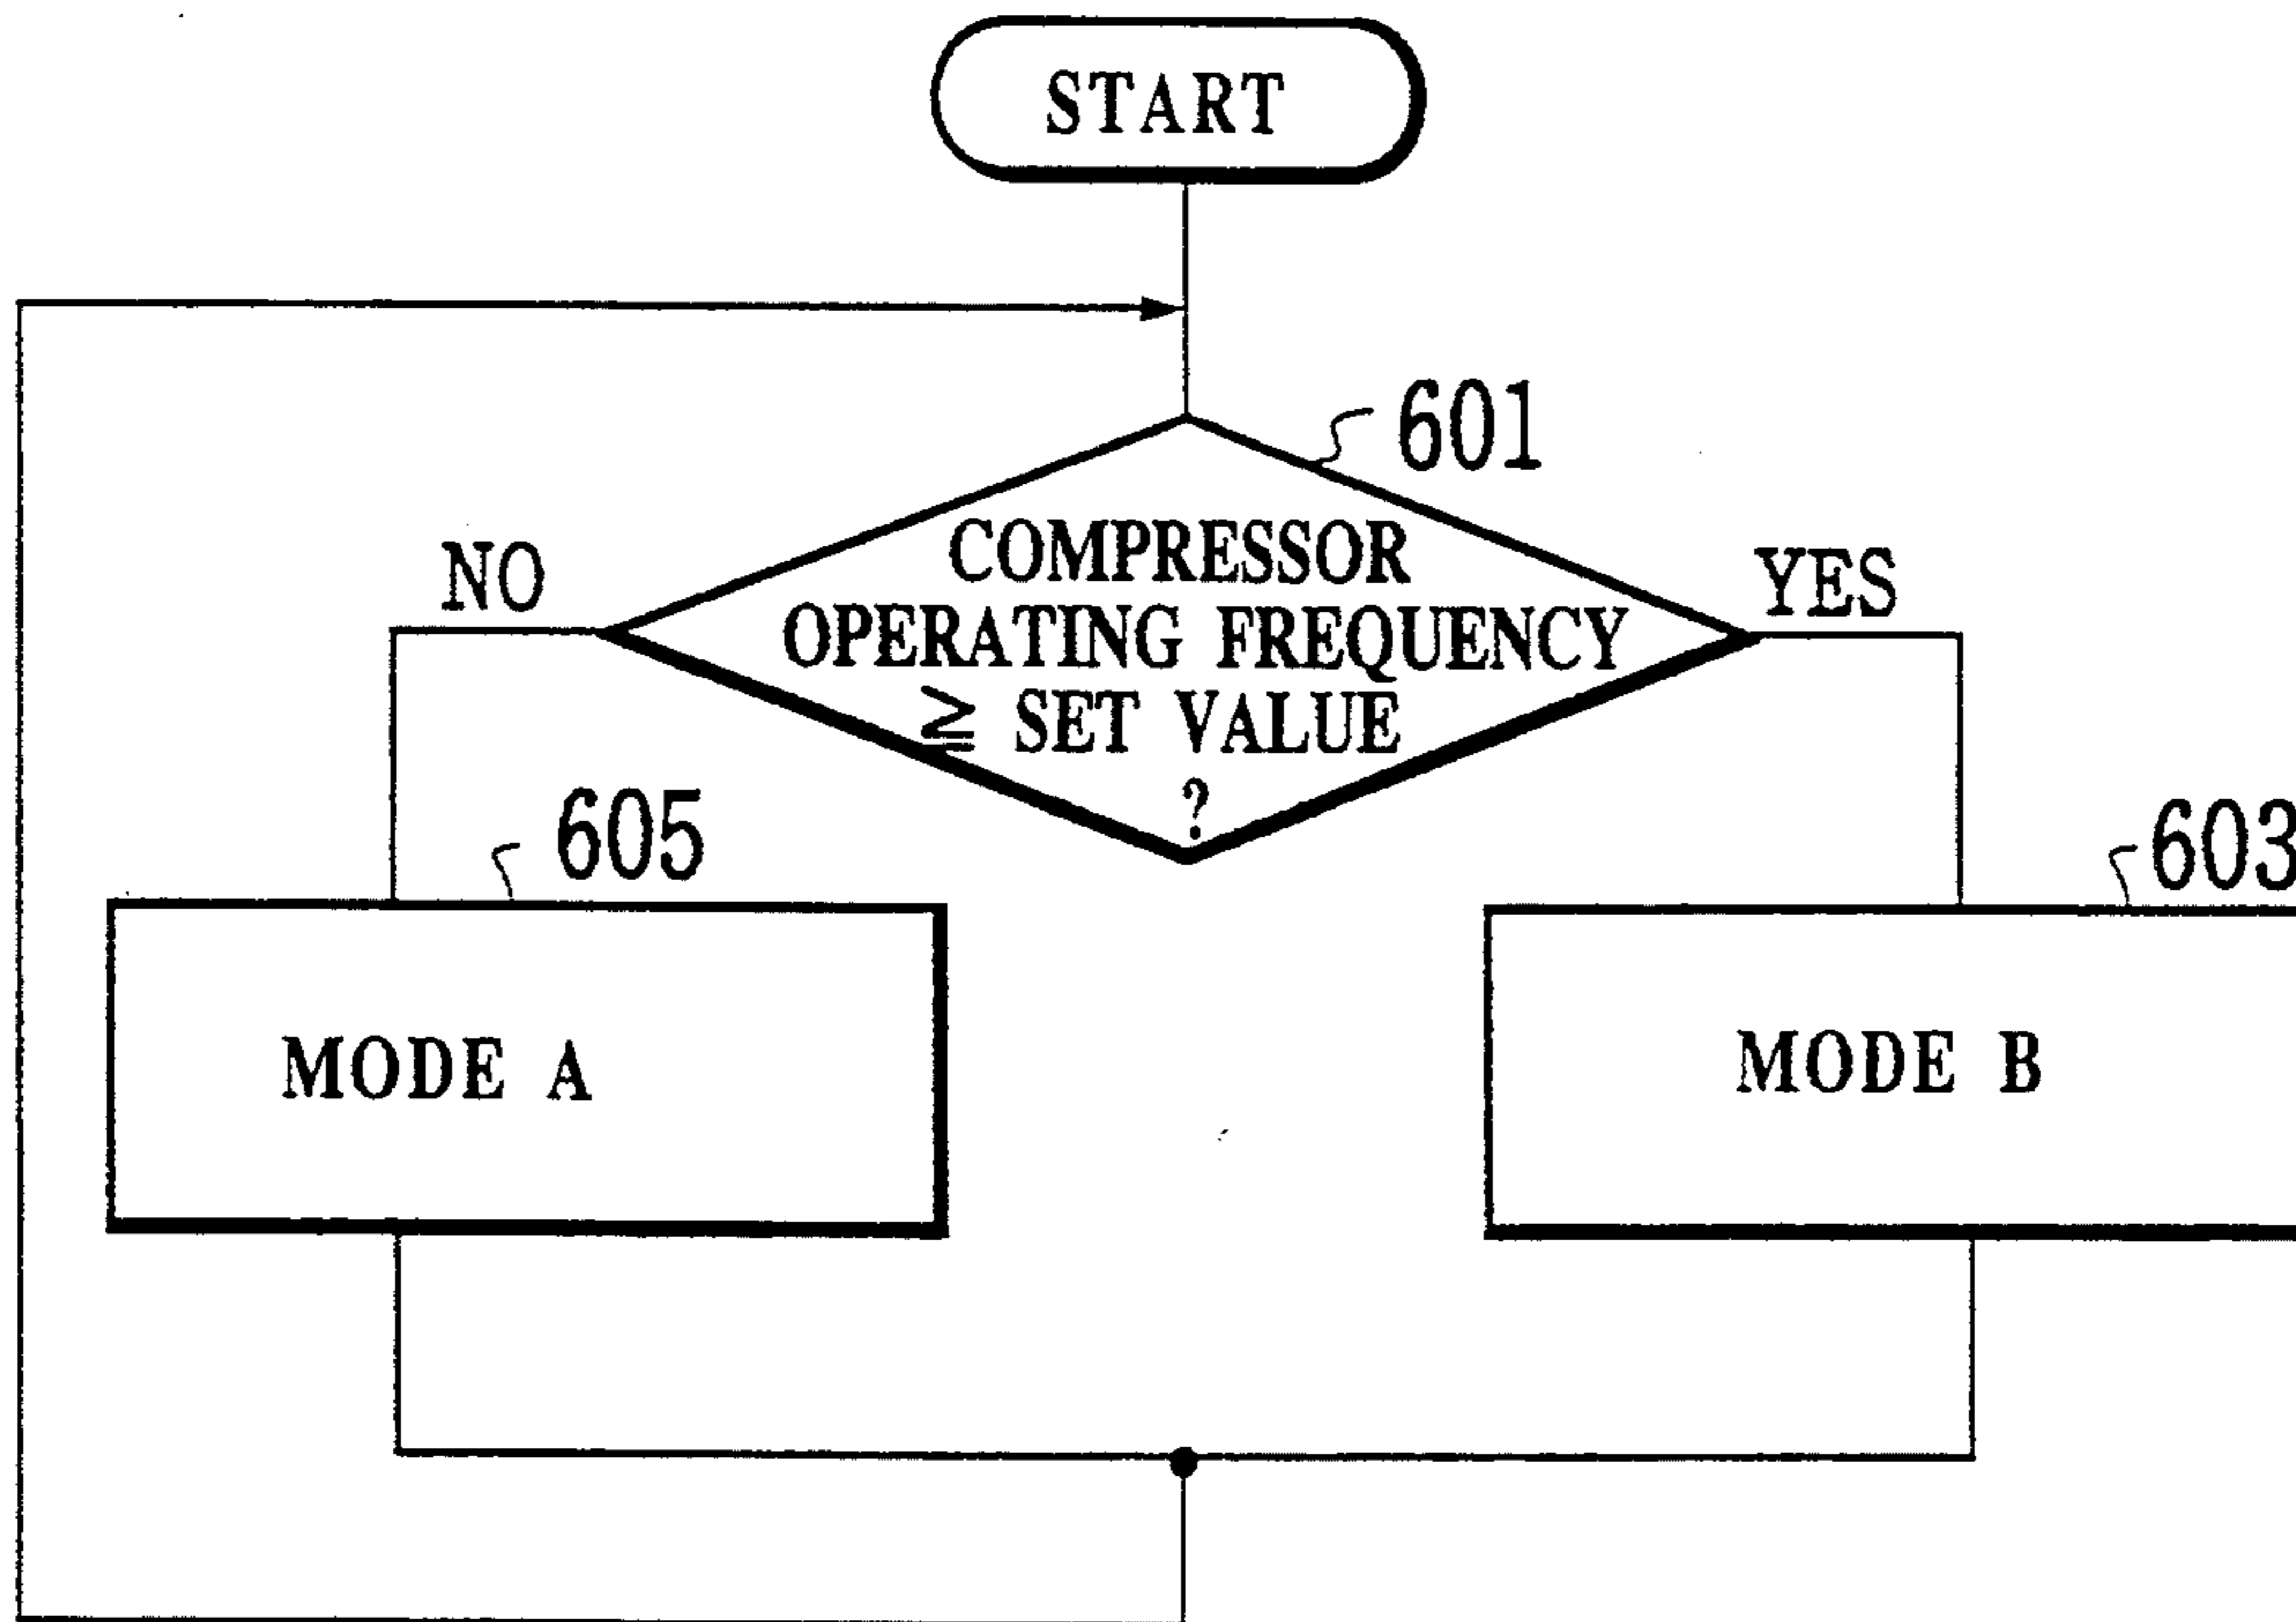 START
601
COMPRESSOR
OPERATING FREQUENCY
≧ SET VALUE
?
NO
YES
605
603
MODE A
MODE B